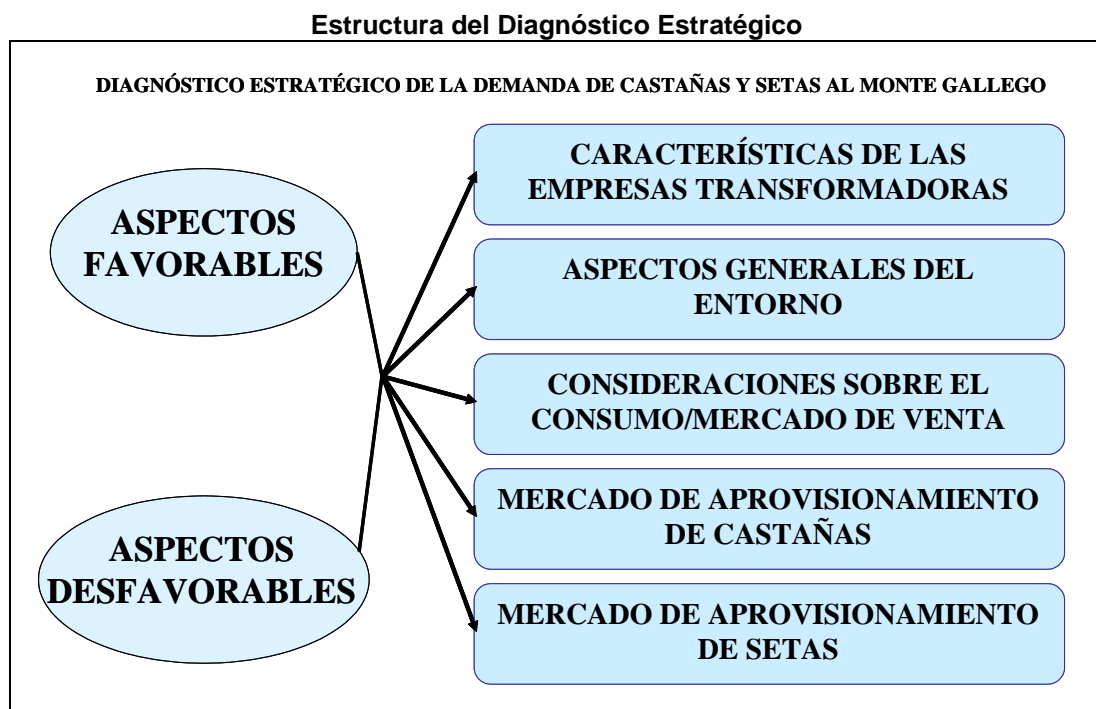 Estructura del Diagnóstico Estratégico
DIAGNÓSTICO ESTRATÉGICO DE LA DEMANDA DE CASTAÑAS Y SETAS AL MONTE GALLEGO
ASPECTOS
FAVORABLES
ASPECTOS
DESFAVORABLES
CARACTERÍSTICAS DE LAS
EMPRESAS TRANSFORMADORAS
ASPECTOS GENERALES DEL
ENTORNO
CONSIDERACIONES SOBRE EL
CONSUMO/MERCADO DE VENTA
MERCADO DE APROVISIONAMIENTO
DE CASTAÑAS
MERCADO DE APROVISIONAMIENTO
DE SETAS